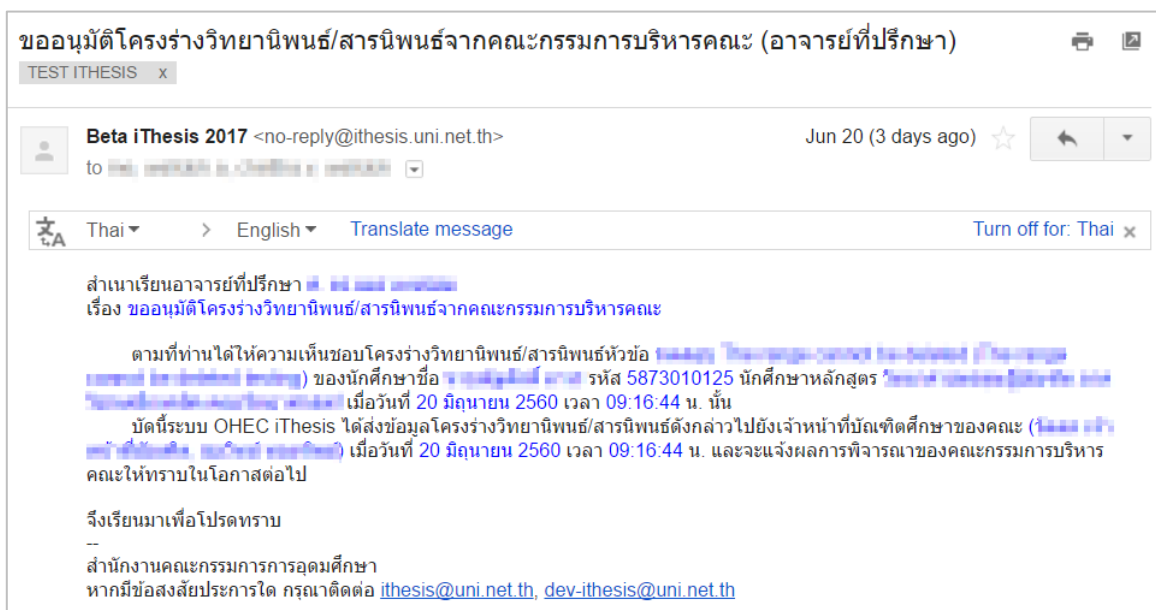 ขออนุมัติโครงร่างวิทยานิพนธ์/สารนิพนธ์จากคณะกรรมการบริหารคณะ (อาจารย์ที่ปรึกษา)
TEST ITHESIS x
Beta iThesis 2017 <no-reply@ithesis.uni.net.th>
Jun 20 (3 days ago)
to
Thai > English Translate message
Turn off for: Thai x
สำเนาเรียนอาจารย์ที่ปรึกษา
เรื่อง ขออนุมัติโครงร่างวิทยานิพนธ์/สารนิพนธ์จากคณะกรรมการบริหารคณะ
ตามที่ท่านได้ให้ความเห็นชอบโครงร่างวิทยานิพนธ์/สารนิพนธ์หัวข้อ
) ของนักศึกษาชื่อ รหัส 5873010125 นักศึกษาหลักสูตร
เมื่อวันที่ 20 มิถุนายน 2560 เวลา 09:16:44 น. นั้น
บัดนี้ระบบ OHEC iThesis ได้ส่งข้อมูลโครงร่างวิทยานิพนธ์/สารนิพนธ์ดังกล่าวไปยังเจ้าหน้าที่บัณฑิตศึกษาของคณะ (
) เมื่อวันที่ 20 มิถุนายน 2560 เวลา 09:16:44 น. และจะแจ้งผลการพิจารณาของคณะกรรมการบริหาร
คณะให้ทราบในโอกาสต่อไป
จึงเรียนมาเพื่อโปรดทราบ
--
สำนักงานคณะกรรมการการอุดมศึกษา
หากมีข้อสงสัยประการใด กรุณาติดต่อ ithesis@uni.net.th, dev-ithesis@uni.net.th